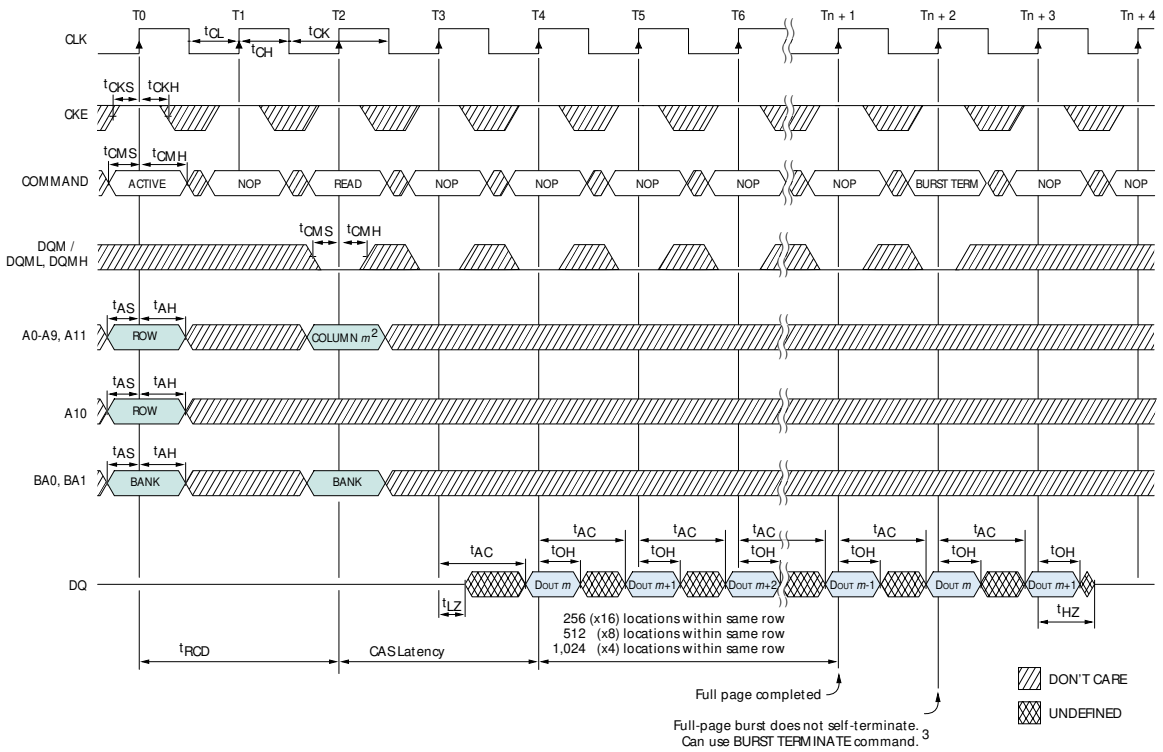 T0 T1 T2 T3 T4 T5 T6 Tn + 1 Tn + 2 Tn + 3 Tn + 4
CLK
tCL tCK
tCH
tCKS tCKH
CKE
tCMS tCMH
COMMAND
ACTIVE NOP READ NOP NOP NOP NOP NOP BURST TERM NOP NOP
tCMS tCMH
DQM /
DQML, DQMH
tAS tAH
A0-A9, A11
ROW COLUMN m2
tAS tAH
A10
ROW
tAS tAH
BA0, BA1
BANK BANK
tAC tAC tAC tAC tAC tAC
tOH tOH tOH tOH tOH tOH
DQ
DOUT m DOUT m+1 DOUT m+2 DOUT m-1 DOUT m DOUT m+1
tLZ
tHZ
256 (x16) locations within same row
512 (x8) locations within same row
1,024 (x4) locations within same row
tRCD CAS Latency
Full page completed
DON'T CARE
UNDEFINED
Full-page burst does not self-terminate.
Can use BURST TERMINATE command. 3